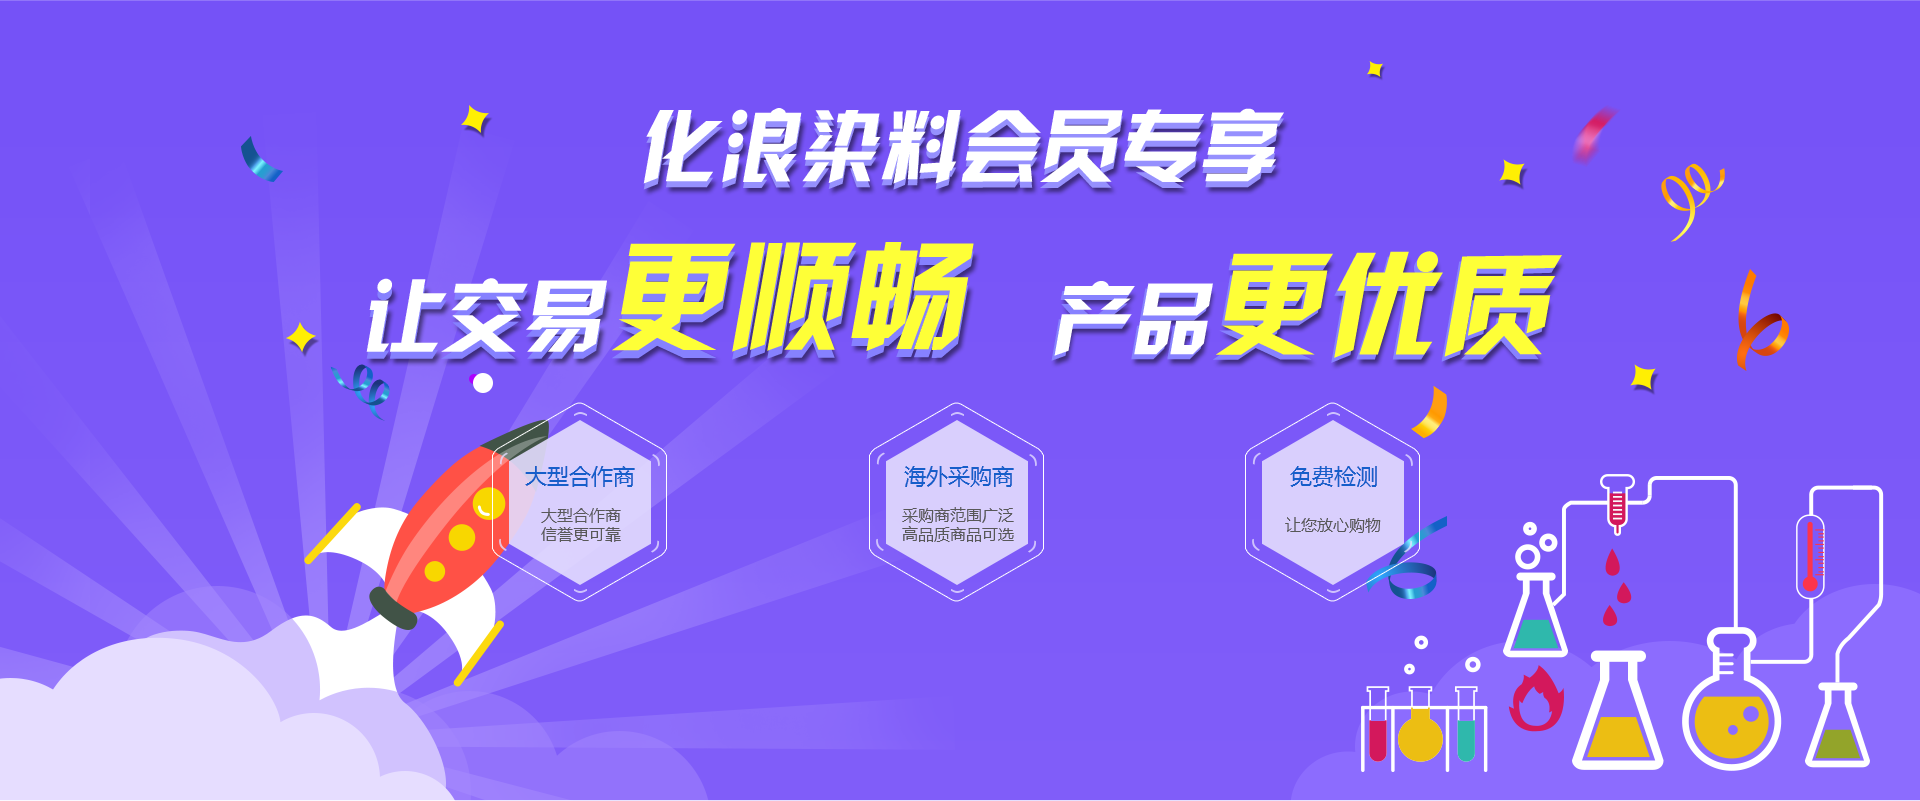 化浪染料会员专享
让交易更顺畅 产品更优质
大型合作商
大型合作商
信誉更可靠
海外采购商
采购商范围广泛
高品质商品可选
免费检测
让您放心购物